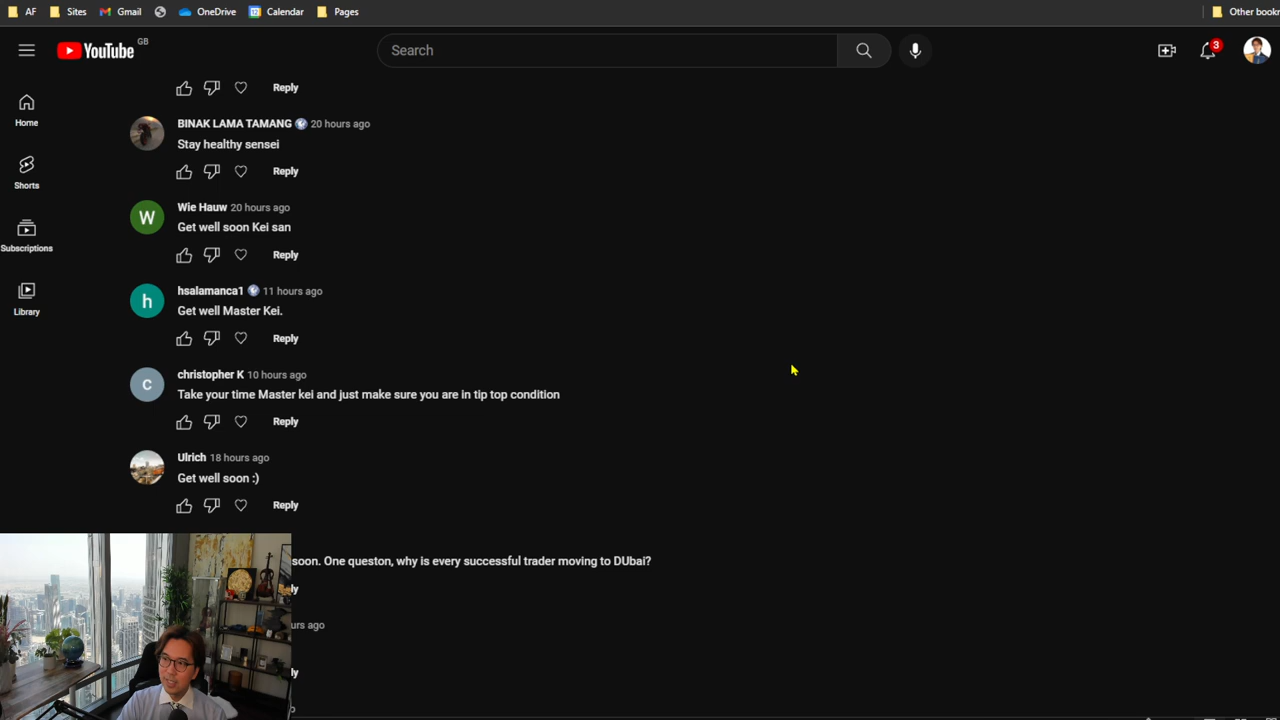 AF Sites Gmail OneDrive Calendar Pages Other bookr
YouTube GB
Search
3
Home
Shorts
Subscriptions
Library
Reply
BINAK LAMA TAMANG 20 hours ago
Stay healthy sensei
Reply
W
Wie Hauw 20 hours ago
Get well soon Kei san
Reply
h
hsalamanca1 11 hours ago
Get well Master Kei.
Reply
c
christopher K 10 hours ago
Take your time Master kei and just make sure you are in tip top condition
Reply
Ulrich 18 hours ago
Get well soon :)
Reply
soon. One queston, why is every successful trader moving to DUbai?
urs ago